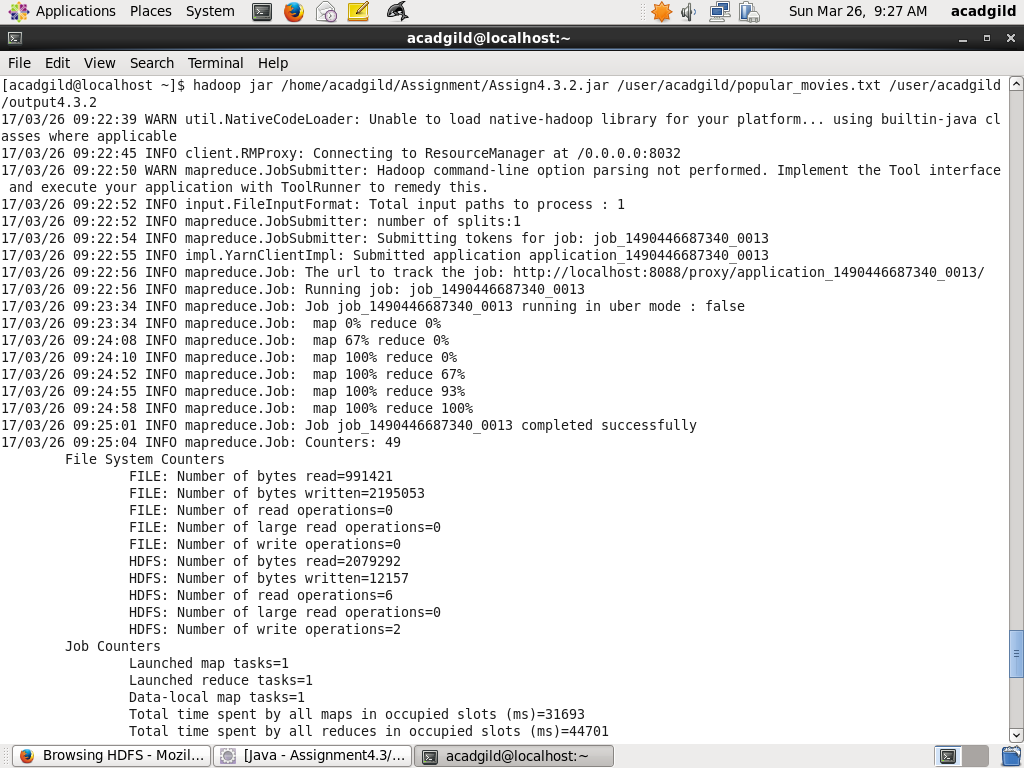 Applications Places System
Sun Mar 26, 9:27 AM acadgild
acadgild@localhost:~
File Edit View Search Terminal Help
[acadgild@localhost ~]$ hadoop jar /home/acadgild/Assignment/Assign4.3.2.jar /user/acadgild/popular_movies.txt /user/acadgild
/output4.3.2
17/03/26 09:22:39 WARN util.NativeCodeLoader: Unable to load native-hadoop library for your platform... using builtin-java cl
asses where applicable
17/03/26 09:22:45 INFO client.RMProxy: Connecting to ResourceManager at /0.0.0.0:8032
17/03/26 09:22:50 WARN mapreduce.JobSubmitter: Hadoop command-line option parsing not performed. Implement the Tool interface
 and execute your application with ToolRunner to remedy this.
17/03/26 09:22:52 INFO input.FileInputFormat: Total input paths to process : 1
17/03/26 09:22:52 INFO mapreduce.JobSubmitter: number of splits:1
17/03/26 09:22:54 INFO mapreduce.JobSubmitter: Submitting tokens for job: job_1490446687340_0013
17/03/26 09:22:55 INFO impl.YarnClientImpl: Submitted application application_1490446687340_0013
17/03/26 09:22:56 INFO mapreduce.Job: The url to track the job: http://localhost:8088/proxy/application_1490446687340_0013/
17/03/26 09:22:56 INFO mapreduce.Job: Running job: job_1490446687340_0013
17/03/26 09:23:34 INFO mapreduce.Job: Job job_1490446687340_0013 running in uber mode : false
17/03/26 09:23:34 INFO mapreduce.Job:  map 0% reduce 0%
17/03/26 09:24:08 INFO mapreduce.Job:  map 67% reduce 0%
17/03/26 09:24:10 INFO mapreduce.Job:  map 100% reduce 0%
17/03/26 09:24:52 INFO mapreduce.Job:  map 100% reduce 67%
17/03/26 09:24:55 INFO mapreduce.Job:  map 100% reduce 93%
17/03/26 09:24:58 INFO mapreduce.Job:  map 100% reduce 100%
17/03/26 09:25:01 INFO mapreduce.Job: Job job_1490446687340_0013 completed successfully
17/03/26 09:25:04 INFO mapreduce.Job: Counters: 49
File System Counters
FILE: Number of bytes read=991421
FILE: Number of bytes written=2195053
FILE: Number of read operations=0
FILE: Number of large read operations=0
FILE: Number of write operations=0
HDFS: Number of bytes read=2079292
HDFS: Number of bytes written=12157
HDFS: Number of read operations=6
HDFS: Number of large read operations=0
HDFS: Number of write operations=2
Job Counters
Launched map tasks=1
Launched reduce tasks=1
Data-local map tasks=1
Total time spent by all maps in occupied slots (ms)=31693
Total time spent by all reduces in occupied slots (ms)=44701
Browsing HDFS - Mozil... [Java - Assignment4.3/... acadgild@localhost:~